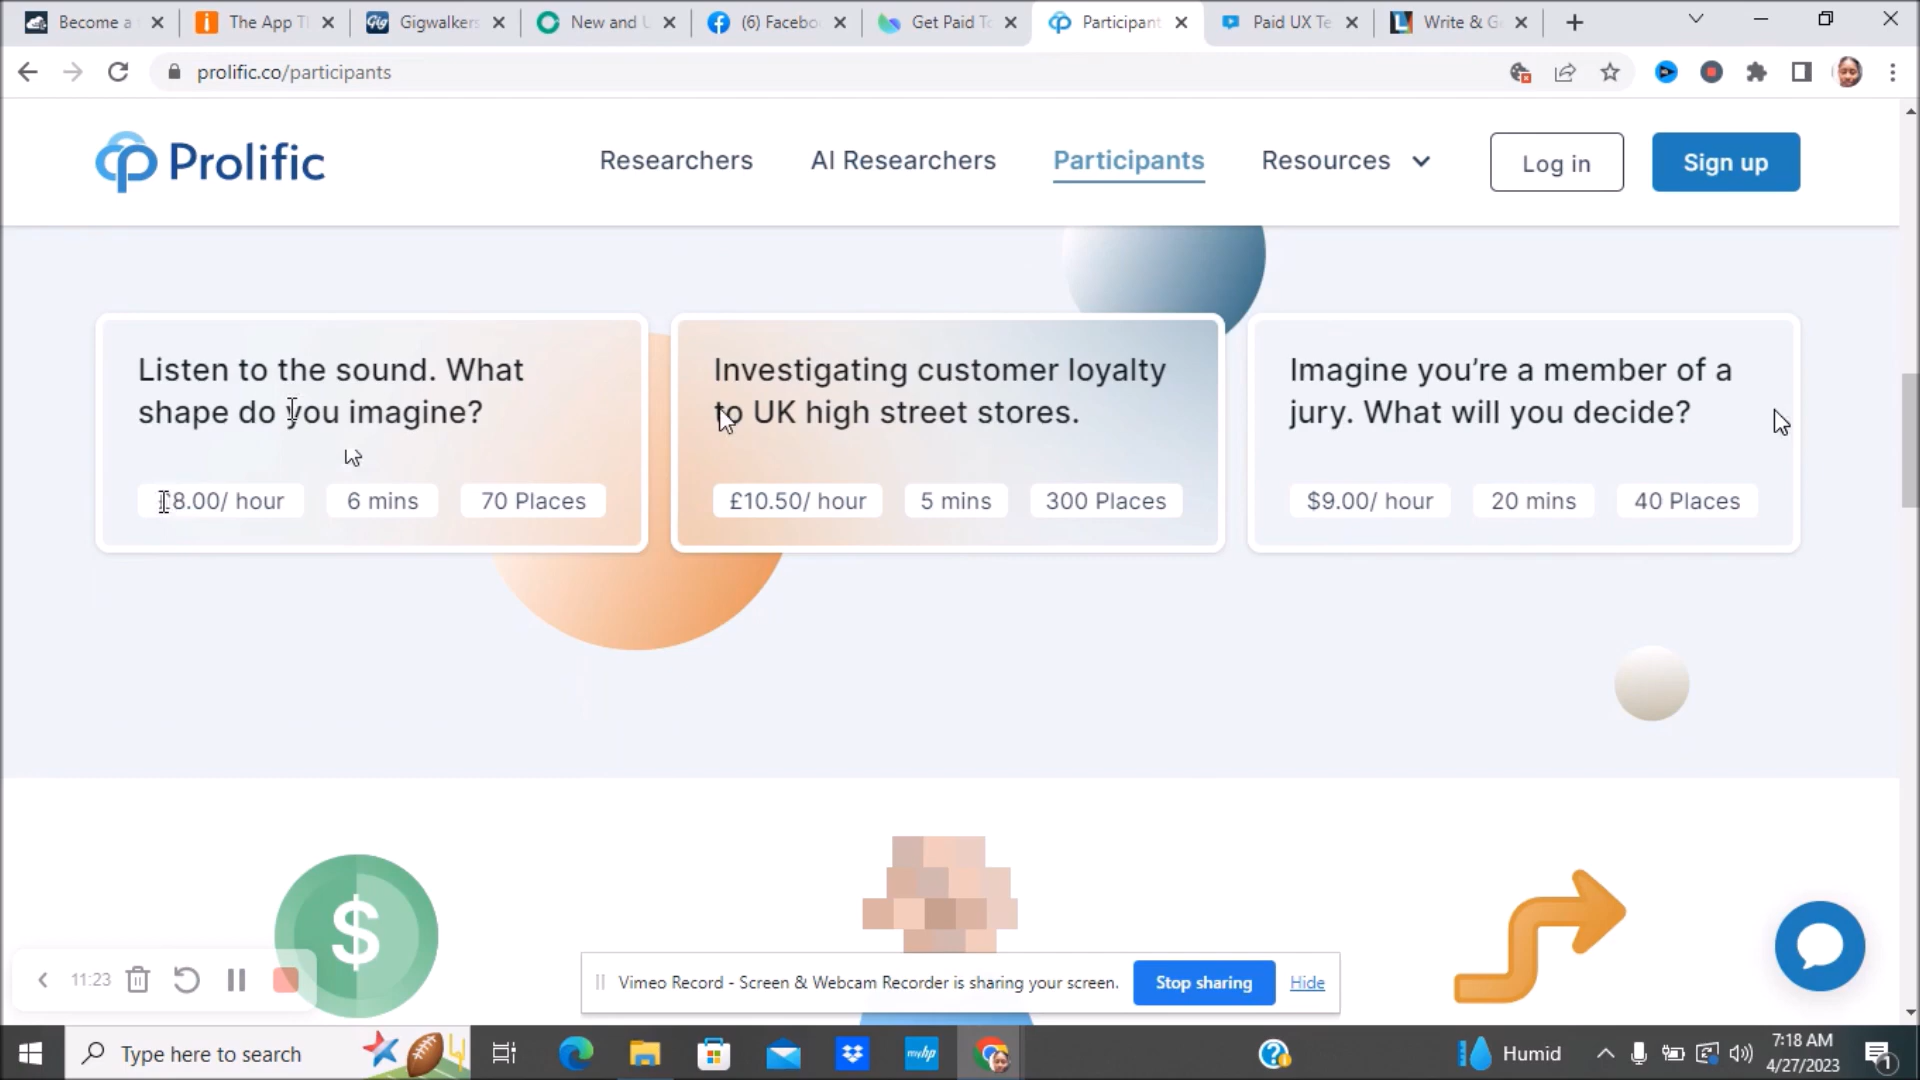 Become a
The App T
Gig
Gigwalkers
New and U
(6) Facebo
Get Paid To
Participant
Paid UX Te
Write & G
prolific.co/participants
Prolific
Researchers
AI Researchers
Participants
Resources
Log in
Sign up
Listen to the sound. What
shape do you imagine?
£8.00/ hour
6 mins
70 Places
Investigating customer loyalty
to UK high street stores.
£10.50/ hour
5 mins
300 Places
Imagine you’re a member of a
jury. What will you decide?
$9.00/ hour
20 mins
40 Places
$
11:23
Vimeo Record - Screen & Webcam Recorder is sharing your screen.
Stop sharing
Hide
Type here to search
myhp
Humid
7:18 AM
4/27/2023
1